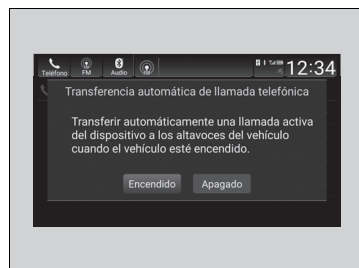 Teléfono FM Audio 12:34
Transferencia automática de llamada telefónica
Transferir automáticamente una llamada activa
del dispositivo a los altavoces del vehículo
cuando el vehículo esté encendido.
Encendido Apagado